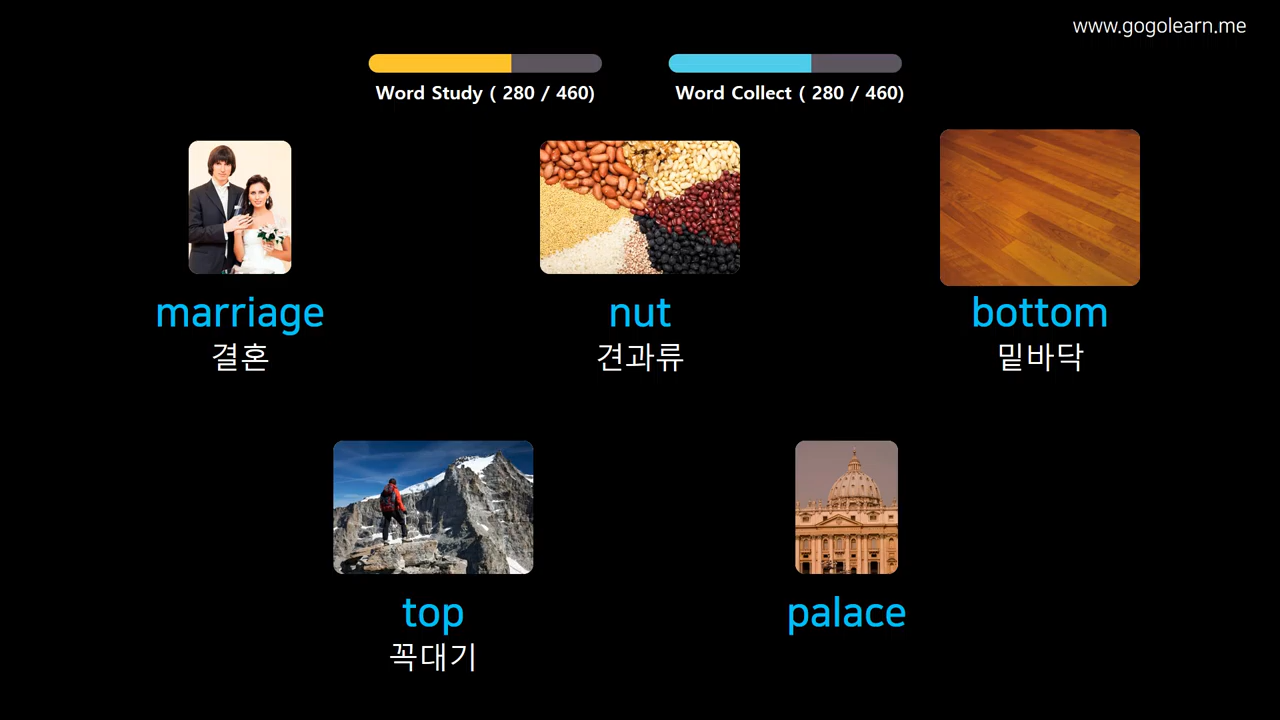 www.gogolearn.me
Word Study ( 280 / 460)
Word Collect ( 280 / 460)
marriage
결혼
nut
견과류
bottom
밑바닥
top
꼭대기
palace